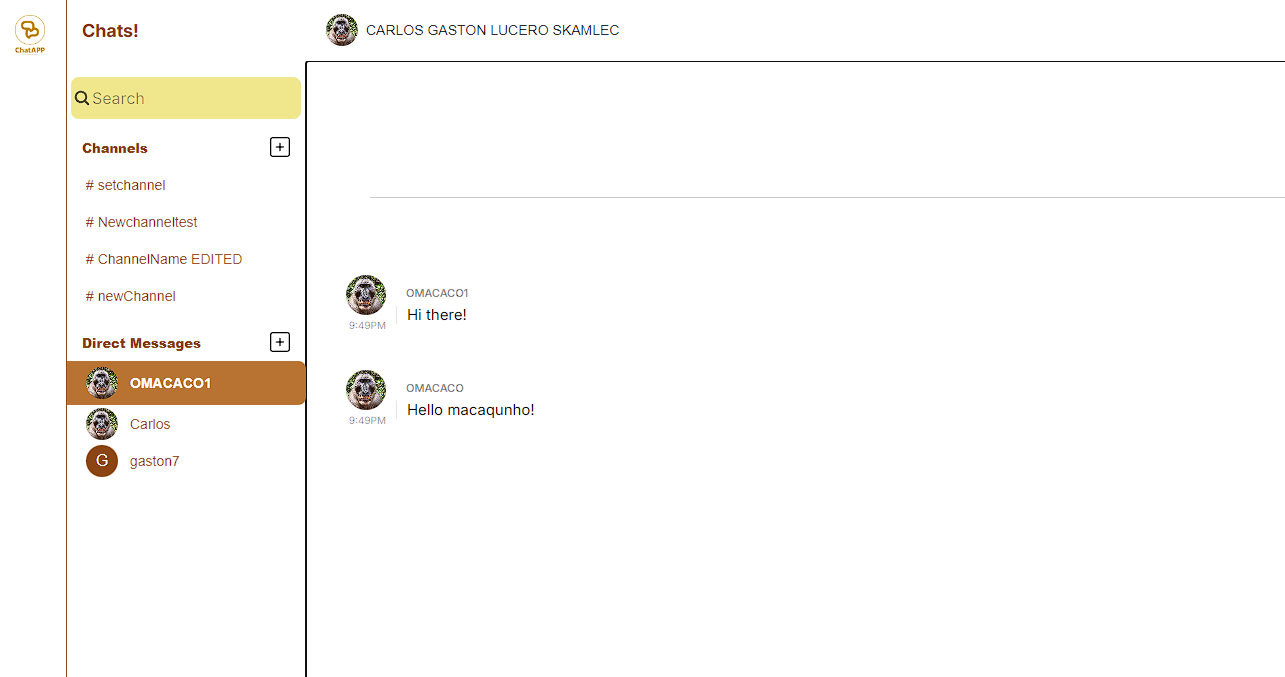 ChatAPP
Chats!
CARLOS GASTON LUCERO SKAMLEC
Search
Channels
# setchannel
# Newchanneltest
# ChannelName EDITED
# newChannel
Direct Messages
OMACACO1
Carlos
G
gaston7
OMACACO1
Hi there!
9:49PM
OMACACO
Hello macaqunho!
9:49PM